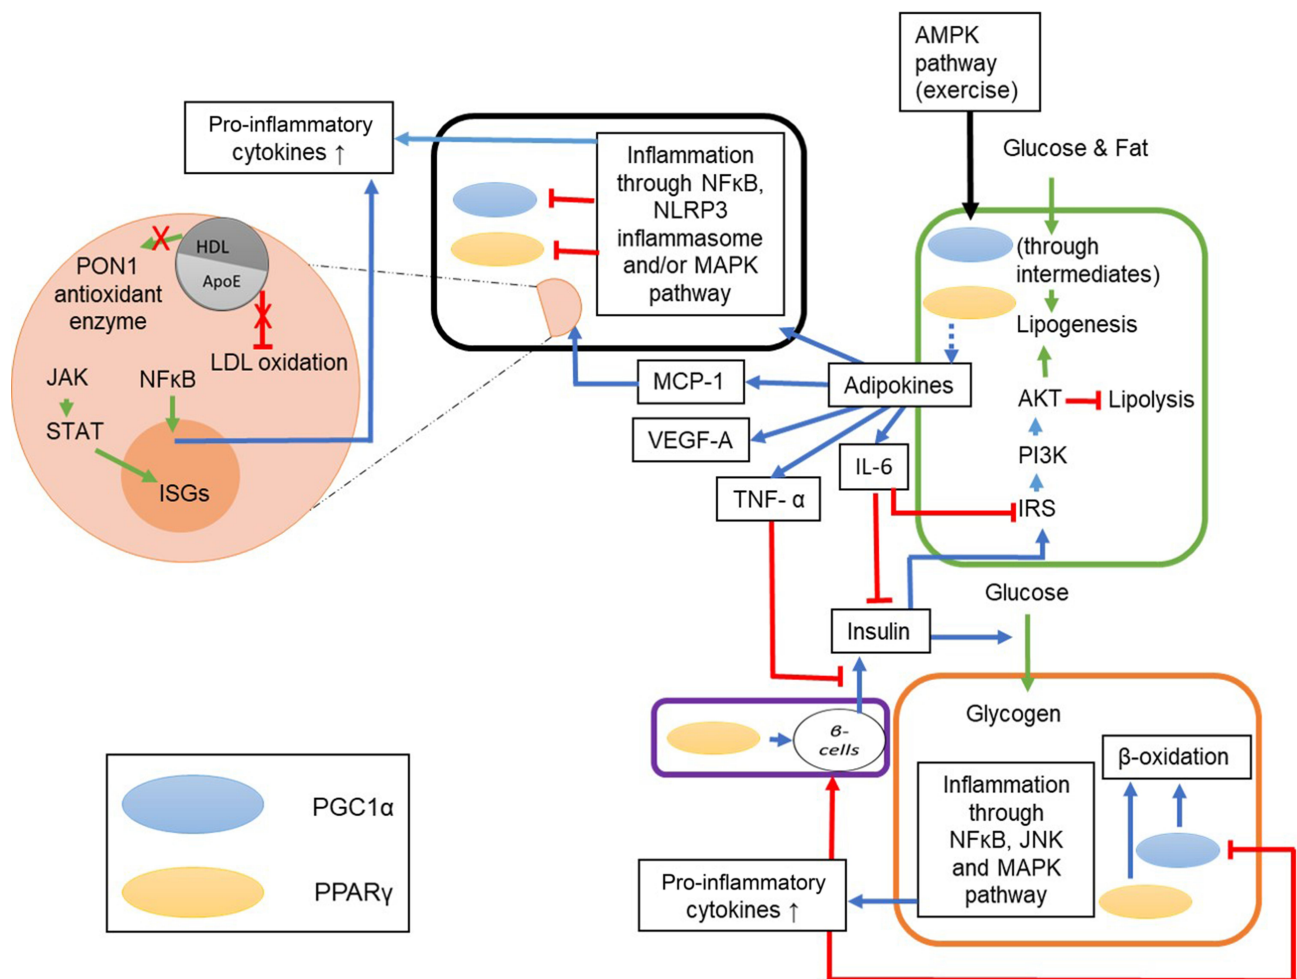 AMPK
pathway
(exercise)
Glucose & Fat
Pro-inflammatory
cytokines ↑
Inflammation
through NFκB,
NLRP3
inflammasome
and/or MAPK
pathway
HDL
ApoE
PON1
antioxidant
enzyme
LDL oxidation
JAK
STAT
NFκB
ISGs
(through
intermediates)
Lipogenesis
AKT
Lipolysis
PI3K
IRS
Adipokines
MCP-1
VEGF-A
IL-6
TNF- α
Glucose
Insulin
Glycogen
β-
cells
β-oxidation
Inflammation
through
NFκB, JNK
and MAPK
pathway
Pro-inflammatory
cytokines ↑
PGC1α
PPARγ